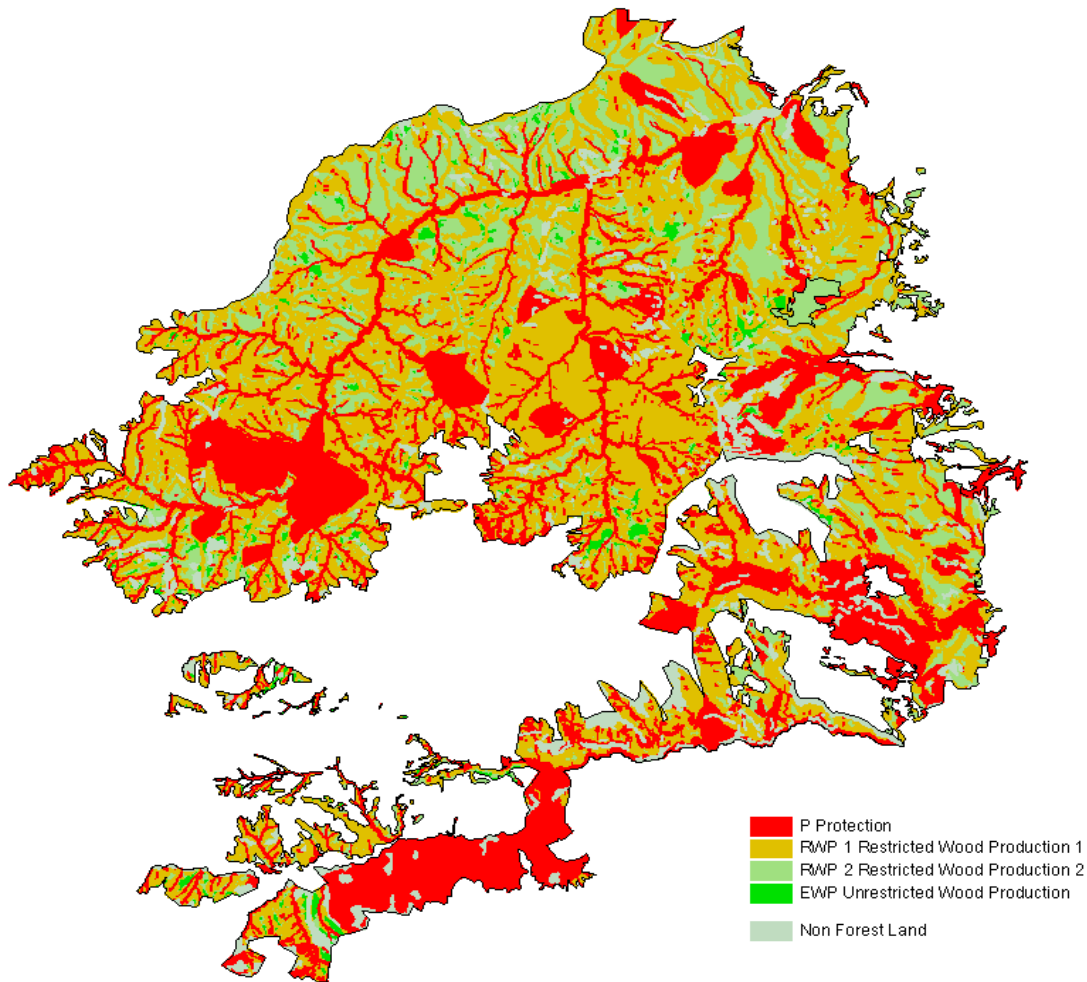 P Protection
RWP 1 Restricted Wood Production 1
RWP 2 Restricted Wood Production 2
EWP Unrestricted Wood Production
Non Forest Land